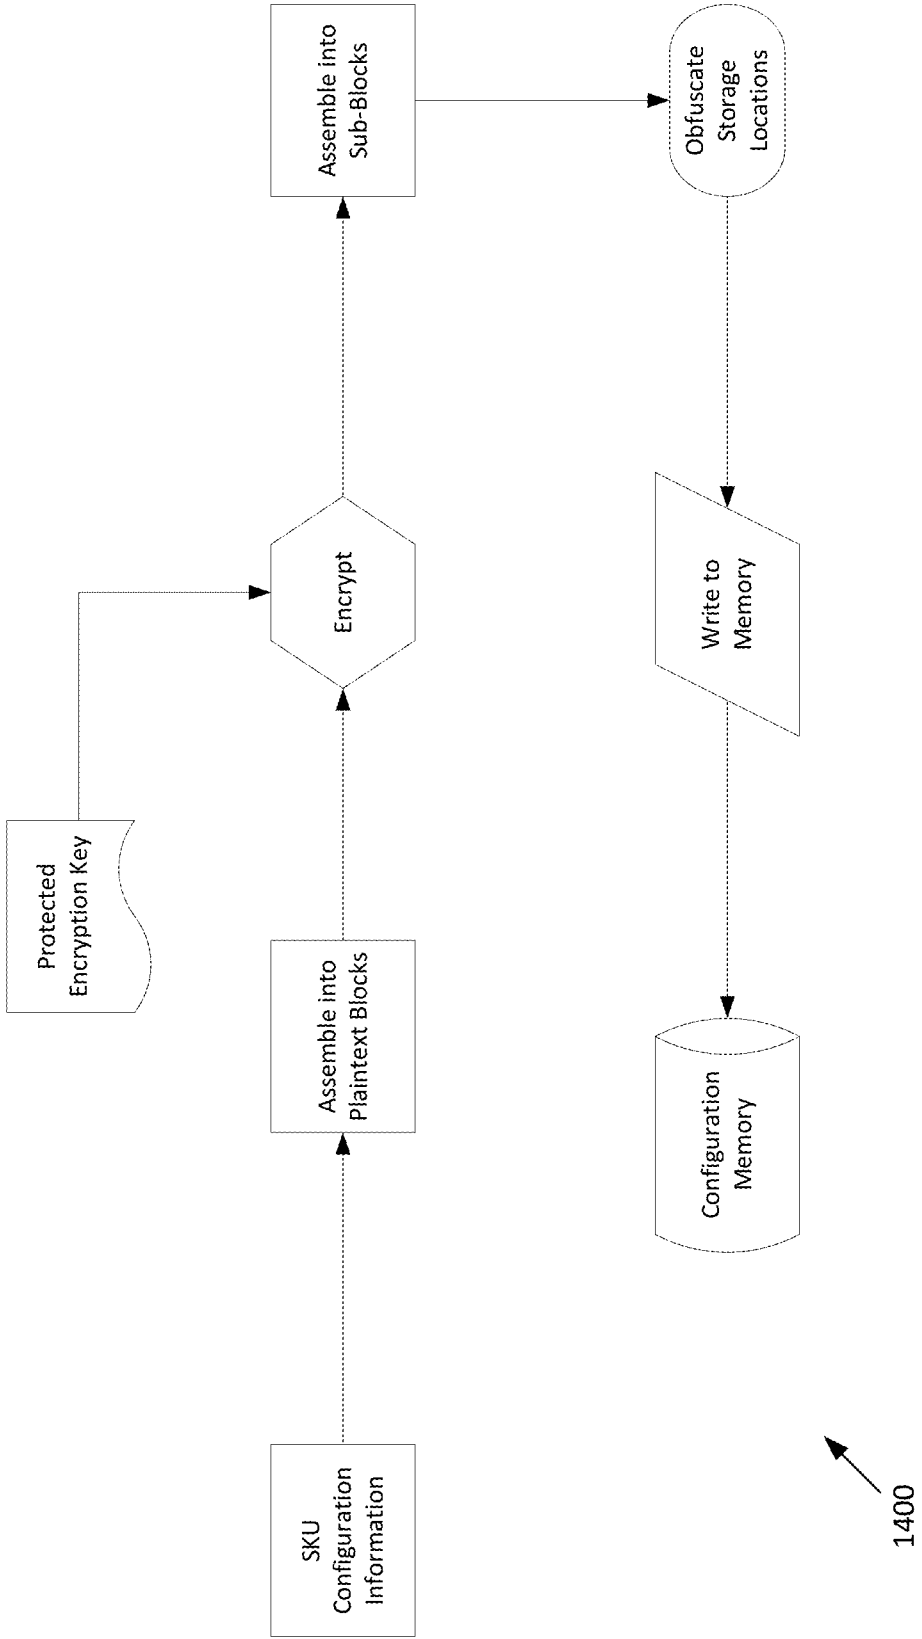 Protected
Encryption Key
SKU
Configuration
Information
Assemble into
Plaintext Blocks
Encrypt
Assemble into
Sub-Blocks
Configuration
Memory
Write to
Memory
Obfuscate
Storage
Locations
1400